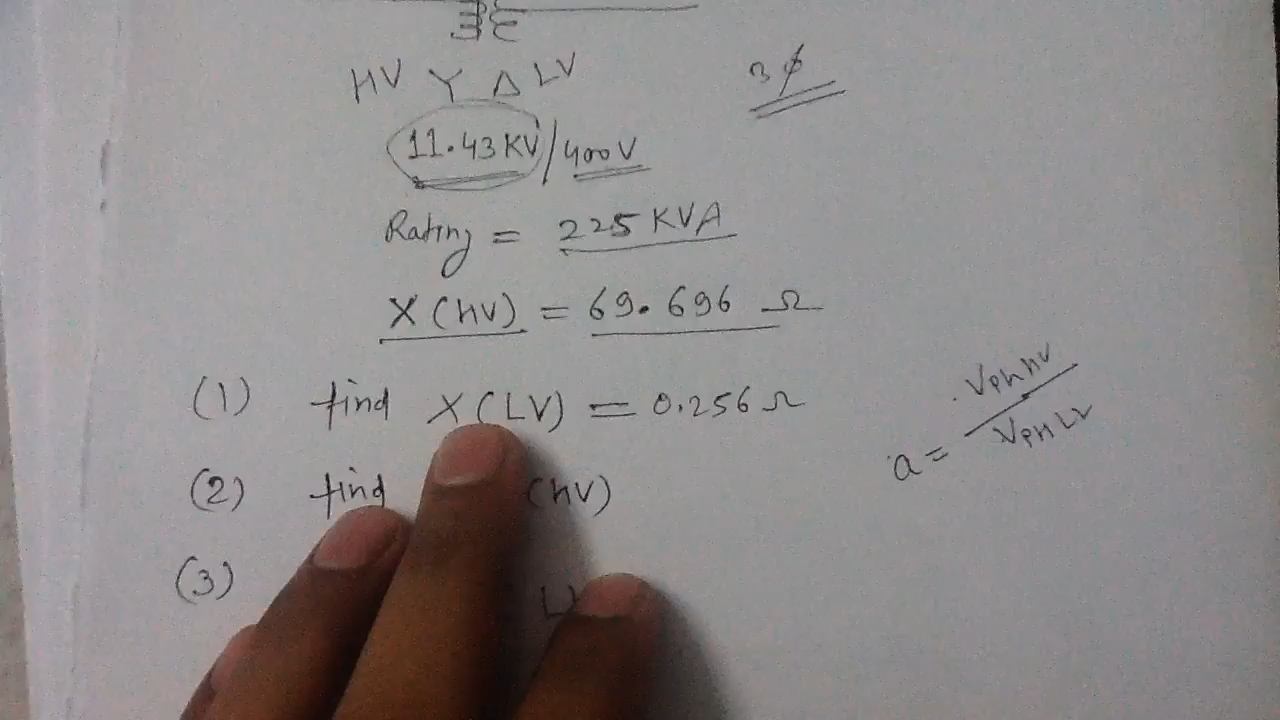 HV Y Δ LV
3φ
11.43 KV/400V
Rating = 225 KVA
X(hV) = 69.696 Ω
(1) find X(LV) = 0.256 Ω
a = VPH hV / VPH LV
(2) find (hV)
(3)